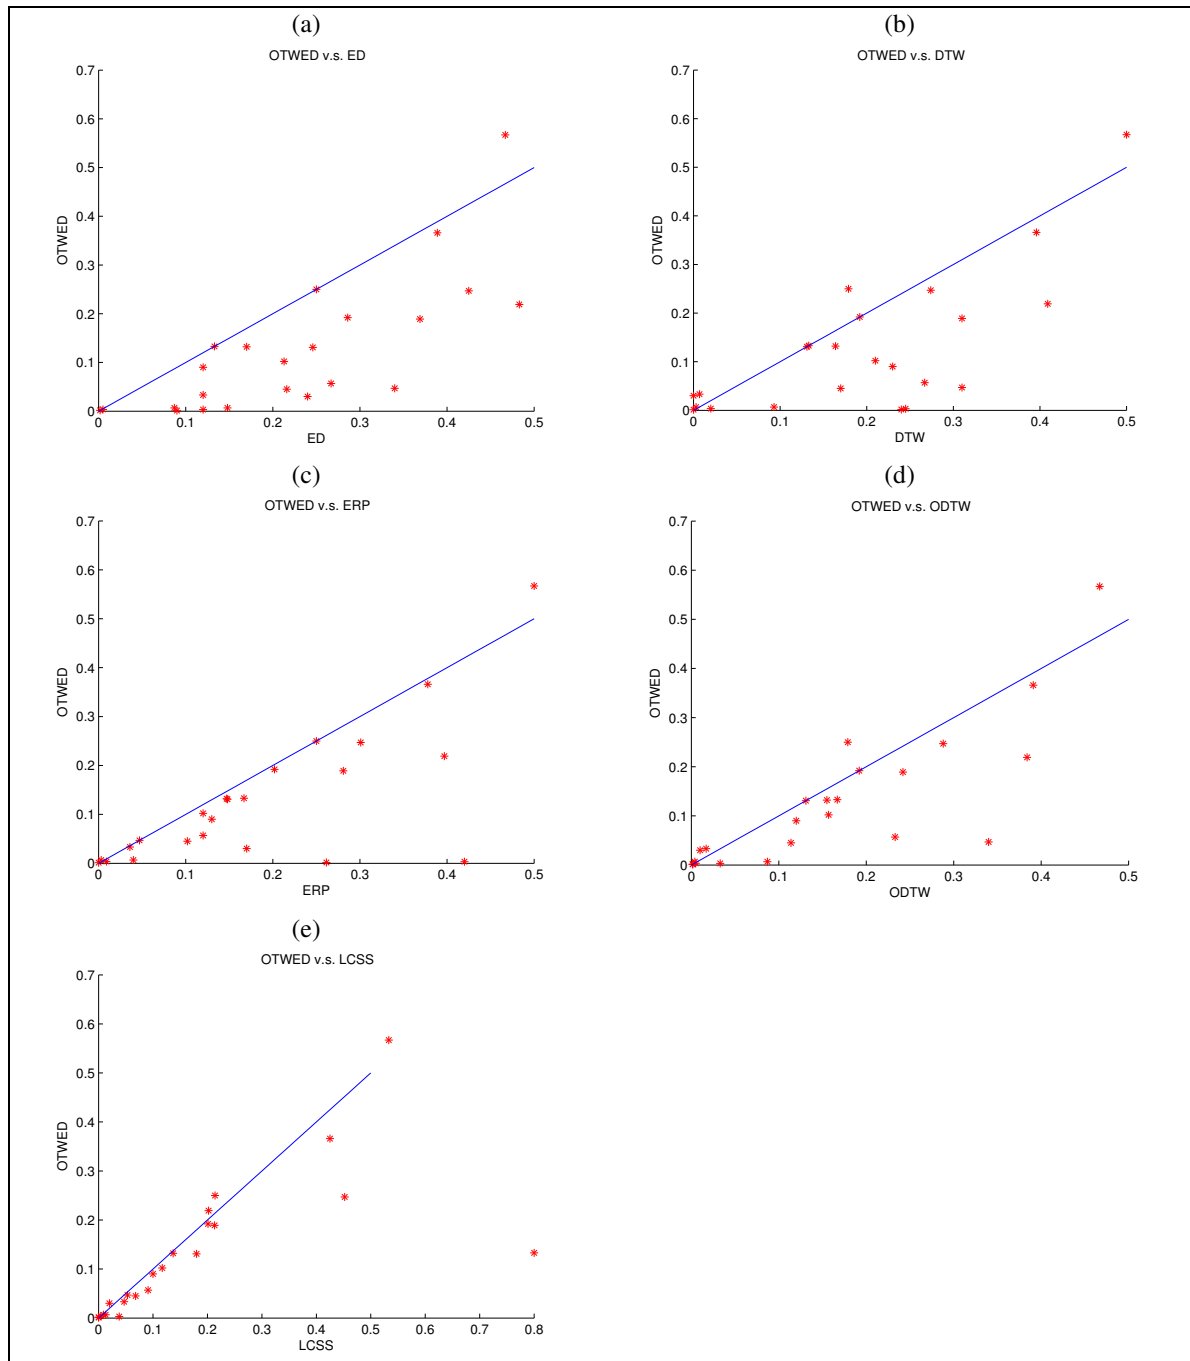 (a)
OTWED v.s. ED
0.7
0.6
0.5
0.4
0.3
0.2
0.1
0
OTWED
0 0.1 0.2 0.3 0.4 0.5
ED
(b)
OTWED v.s. DTW
0.7
0.6
0.5
0.4
0.3
0.2
0.1
0
OTWED
0 0.1 0.2 0.3 0.4 0.5
DTW
(c)
OTWED v.s. ERP
0.7
0.6
0.5
0.4
0.3
0.2
0.1
0
OTWED
0 0.1 0.2 0.3 0.4 0.5
ERP
(d)
OTWED v.s. ODTW
0.7
0.6
0.5
0.4
0.3
0.2
0.1
0
OTWED
0 0.1 0.2 0.3 0.4 0.5
ODTW
(e)
OTWED v.s. LCSS
0.7
0.6
0.5
0.4
0.3
0.2
0.1
0
OTWED
0 0.1 0.2 0.3 0.4 0.5 0.6 0.7 0.8
LCSS